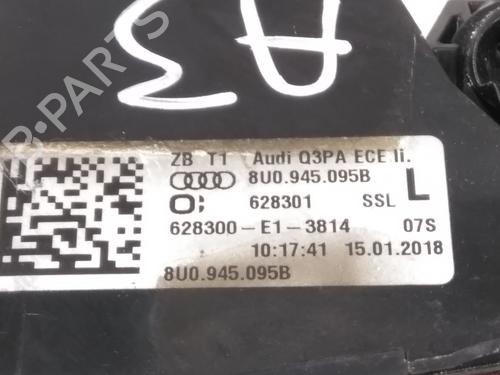 A3
ZB T1 Audi Q3PA ECE li.
8U0.945.095B
L
O; 628301 SSL
628300-E1-3814 07S
10:17:41 15.01.2018
8U0.945.095B
B-PARTS